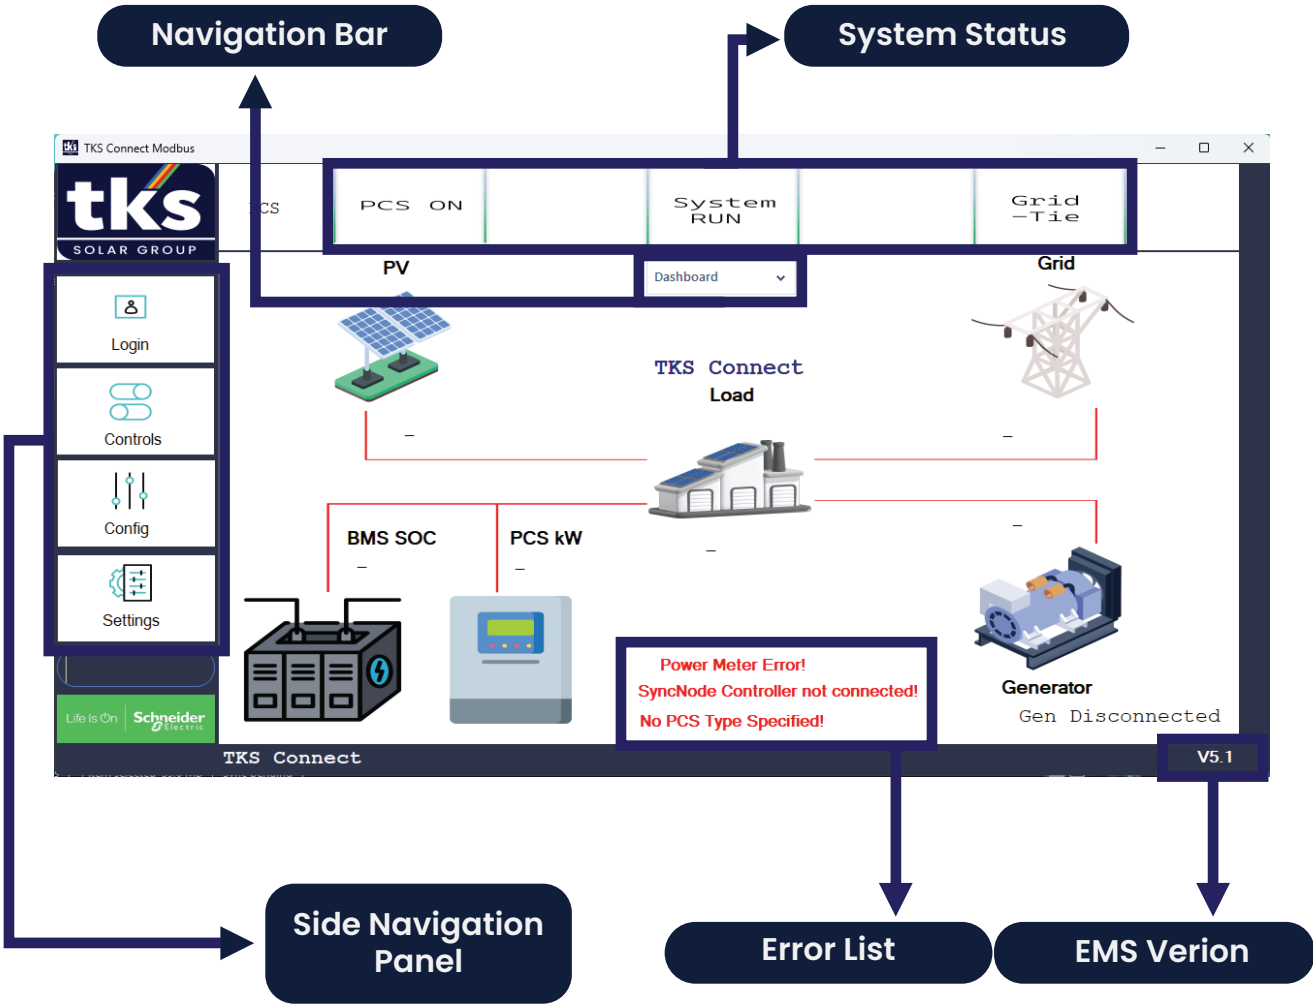 Navigation Bar
System Status
tks TKS Connect Modbus
tks
SOLAR GROUP
PCS ON
System
RUN
Grid
-Tie
PV
Dashboard
Grid
Login
TKS Connect
Load
Controls
–
–
Config
BMS SOC
PCS kW
–
–
–
–
Settings
Power Meter Error!
SyncNode Controller not connected!
No PCS Type Specified!
Generator
Gen Disconnected
Life Is On Schneider
Electric
TKS Connect
V5.1
Side Navigation
Panel
Error List
EMS Verion